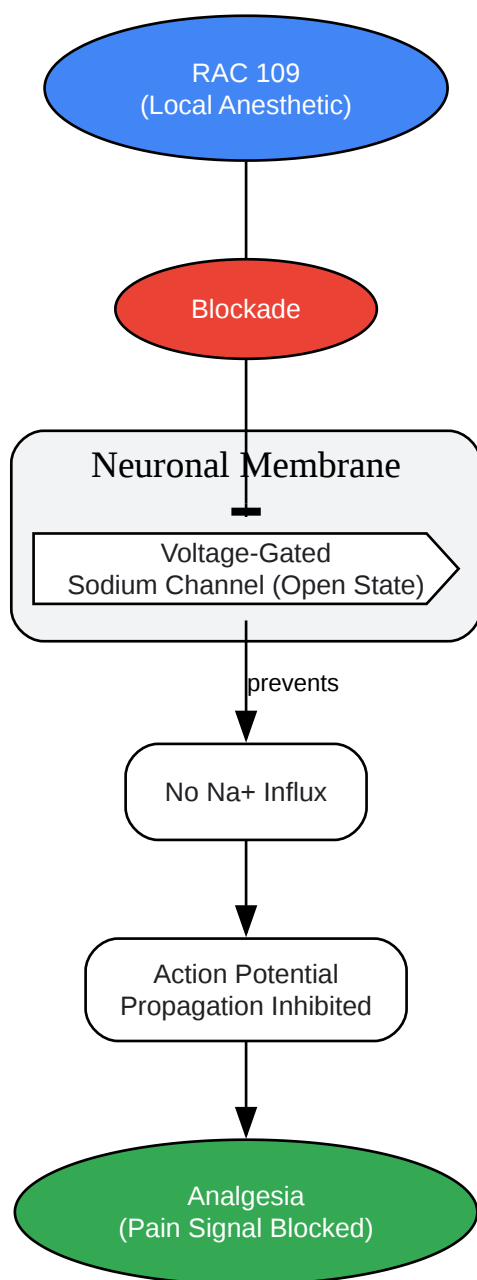 RAC 109
(Local Anesthetic)
Blockade
Neuronal Membrane
Voltage-Gated
Sodium Channel (Open State)
prevents
No Na+ Influx
Action Potential
Propagation Inhibited
Analgesia
(Pain Signal Blocked)